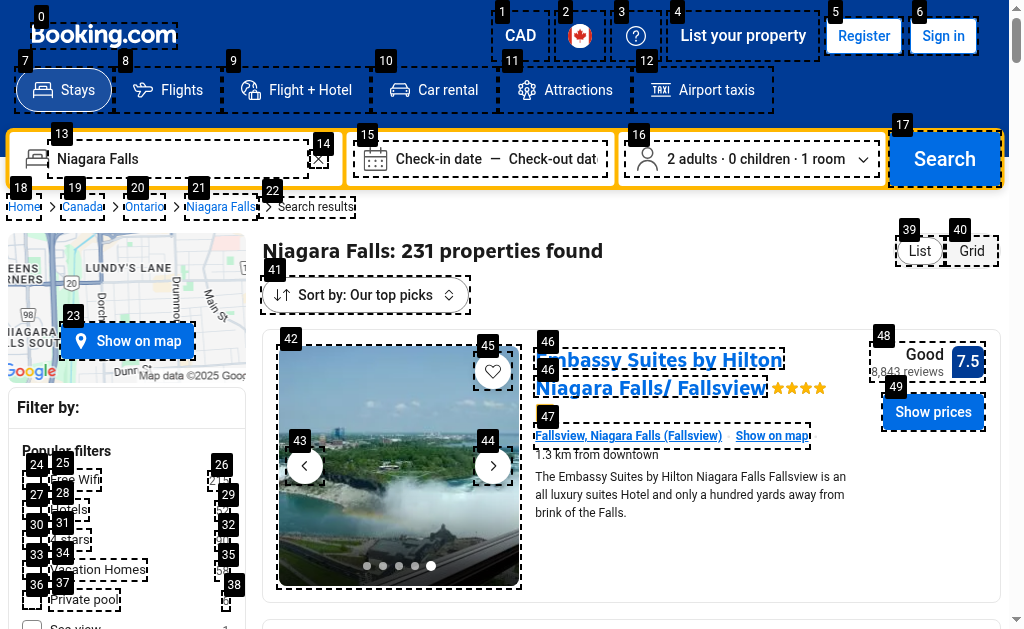 Booking.com
CAD
List your property
Register
Sign in
Stays
Flights
Flight + Hotel
Car rental
Attractions
Airport taxis
Niagara Falls
Check-in date — Check-out dat
2 adults · 0 children · 1 room
Search
Home
Canada
Ontario
Niagara Falls
Search results
Niagara Falls: 231 properties found
List
Grid
Sort by: Our top picks
LUNDY'S LANE
Main St
Show on map
Google
Map data ©2025 Goog
Filter by:
Popular filters
Free Wifi
Hotels
4 stars
Vacation Homes
Private pool
Sea view
Embassy Suites by Hilton
Niagara Falls/ Fallsview
Good
8,843 reviews
7.5
Show prices
Fallsview, Niagara Falls (Fallsview) · Show on map
1.3 km from downtown
The Embassy Suites by Hilton Niagara Falls Fallsview is an
all luxury suites Hotel and only a hundred yards away from
brink of the Falls.
0
1
2
3
4
5
6
7
8
9
10
11
12
13
14
15
16
17
18
19
20
21
22
23
24
25
26
27
28
29
30
31
32
33
34
35
36
37
38
39
40
41
42
43
44
45
46
46
47
48
49
20
98